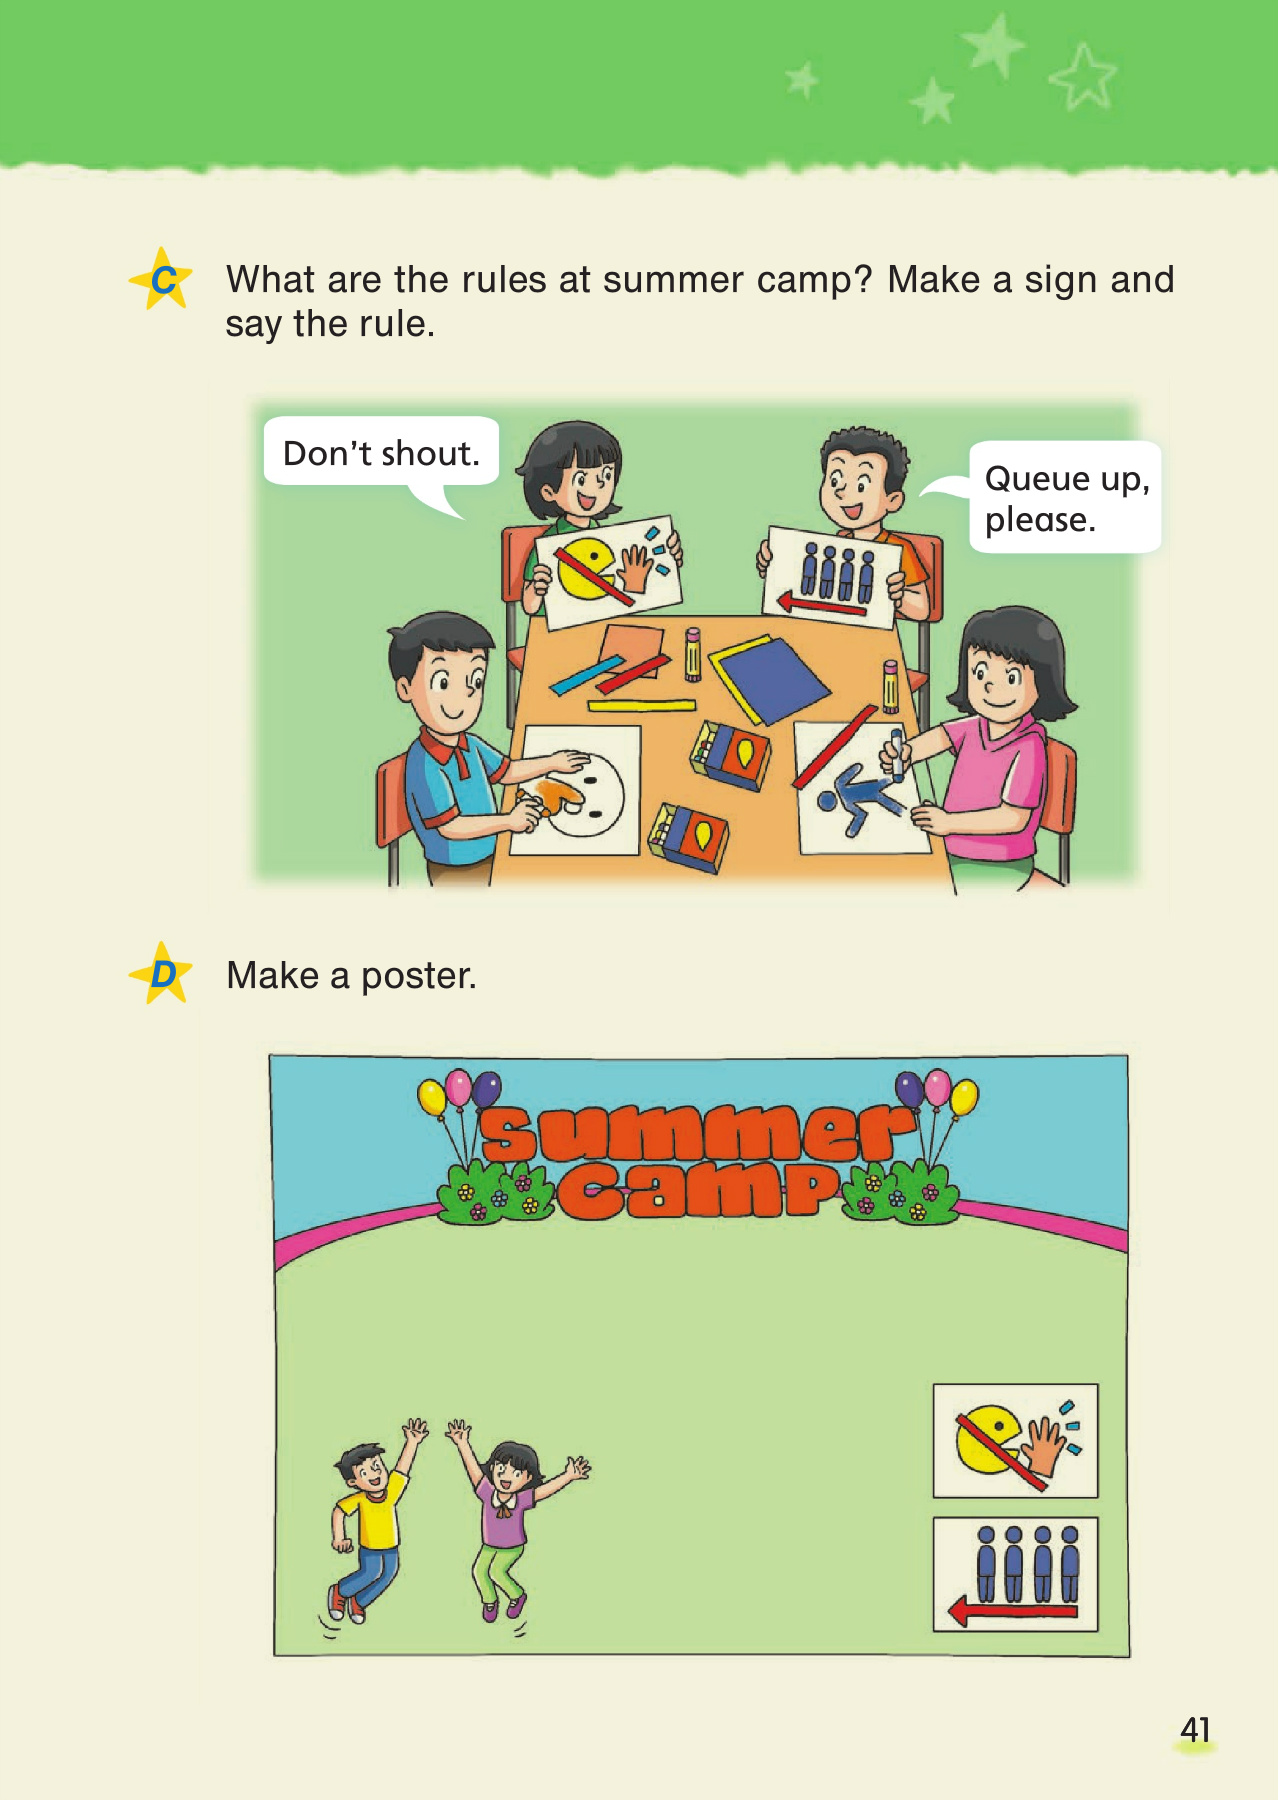 C What are the rules at summer camp? Make a sign and
say the rule.
Don't shout.
Queue up,
please.
D Make a poster.
summer
camp
41